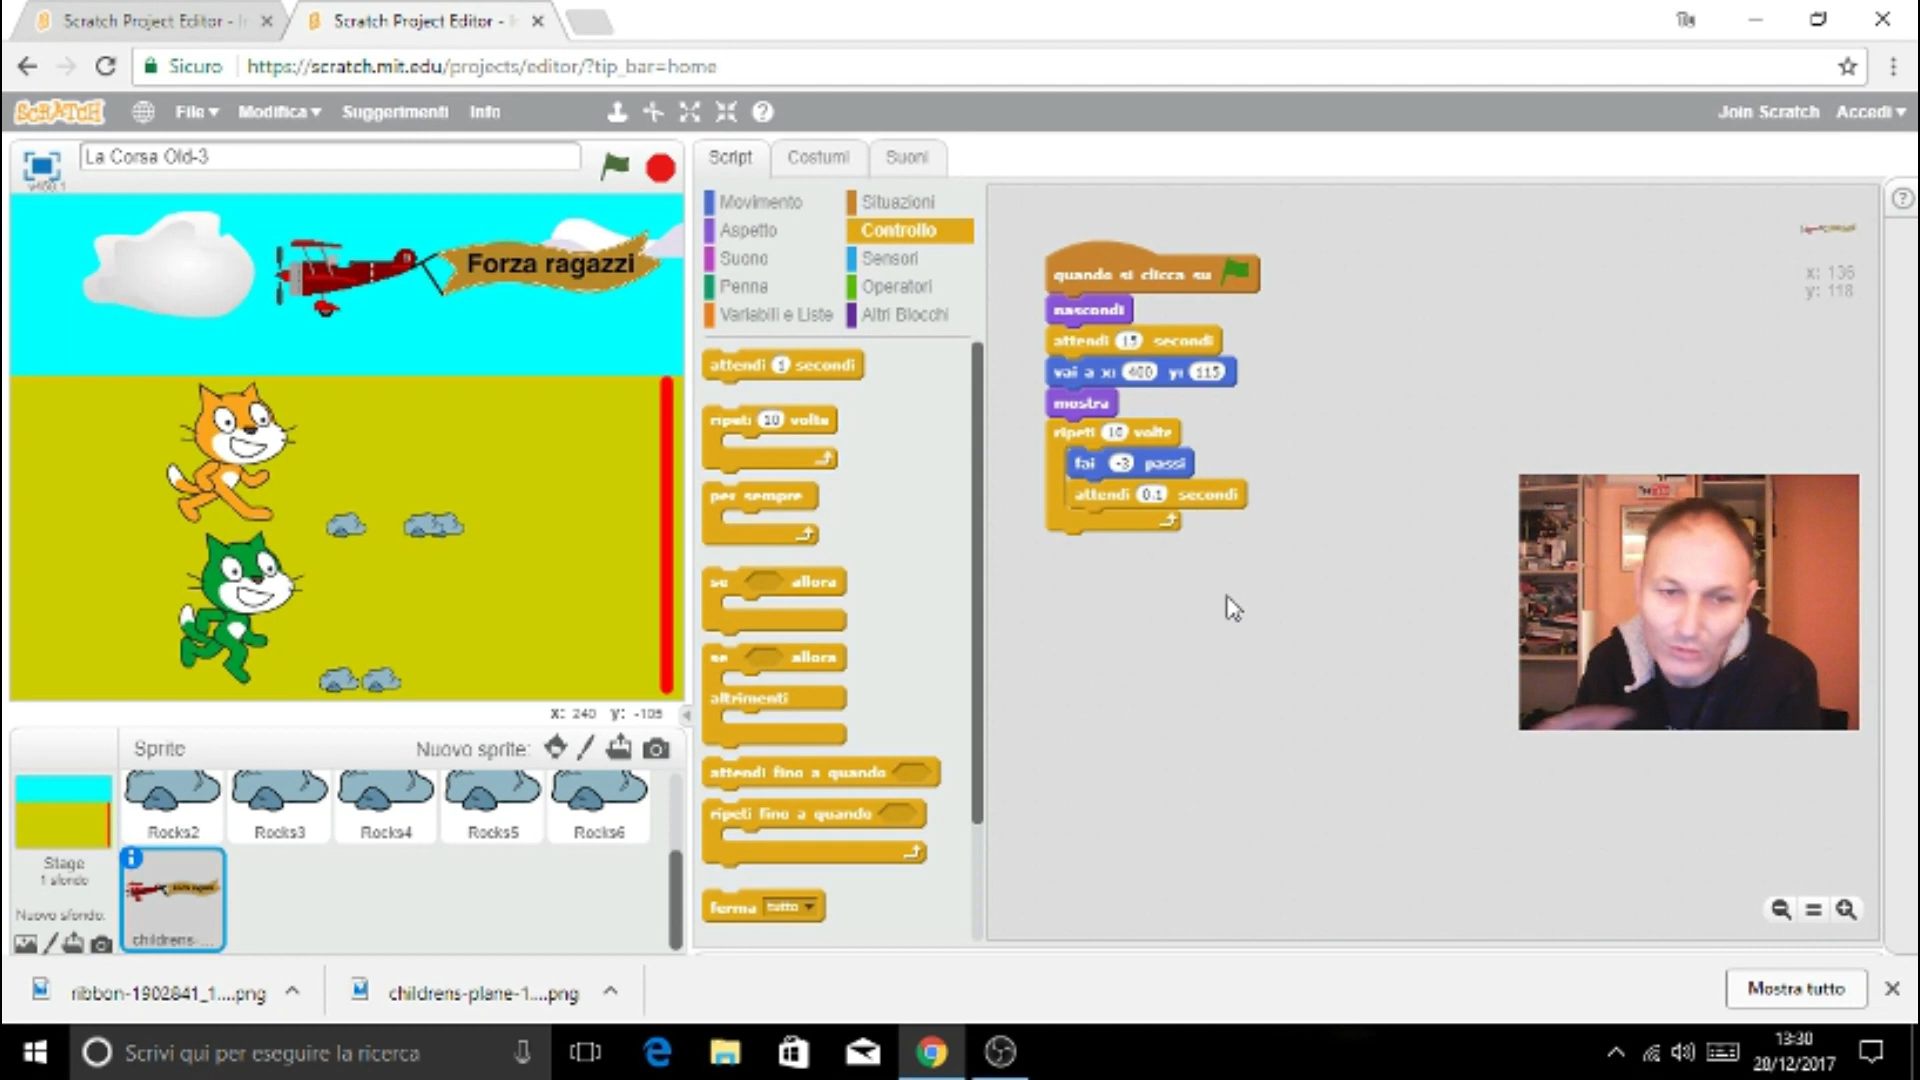 Scratch Project Editor - I
Scratch Project Editor - I
Sicuro
https://scratch.mit.edu/projects/editor/?tip_bar=home
SCRATCH
File
Modifica
Suggerimenti
Info
Join Scratch
Accedi
v460.1
La Corsa Old-3
Script
Costumi
Suoni
Forza ragazzi
Movimento
Situazioni
Aspetto
Controllo
Suono
Sensori
Penna
Operatori
Variabili e Liste
Altri Blocchi
attendi 1 secondi
ripeti 10 volte
per sempre
se allora
se allora
altrimenti
attendi fino a quando
ripeti fino a quando
ferma tutto
quando si clicca su
nascondi
attendi 15 secondi
vai a x: 400 y: 115
mostra
ripeti 10 volte
fai -3 passi
attendi 0.1 secondi
x: 136
y: 118
x: 240 y: -105
Sprite
Nuovo sprite:
Rocks2
Rocks3
Rocks4
Rocks5
Rocks6
Stage
1 sfondo
Nuovo sfondo:
childrens-...
ribbon-1902841_1....png
childrens-plane-1....png
Mostra tutto
Scrivi qui per eseguire la ricerca
13:30
28/12/2017